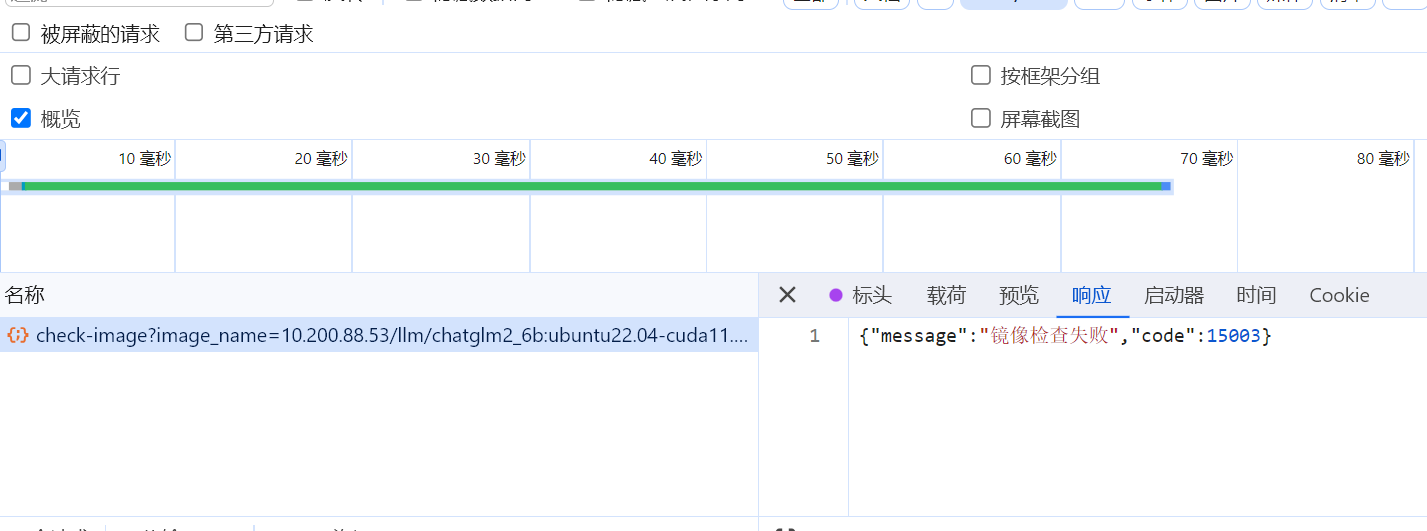 被屏蔽的请求 第三方请求
大请求行 按框架分组
概览 屏幕截图
10 毫秒 20 毫秒 30 毫秒 40 毫秒 50 毫秒 60 毫秒 70 毫秒 80 毫秒
名称 标头 载荷 预览 响应 启动器 时间 Cookie
check-image?image_name=10.200.88.53/llm/chatglm2_6b:ubuntu22.04-cuda11.... 1 {"message":"镜像检查失败","code":15003}